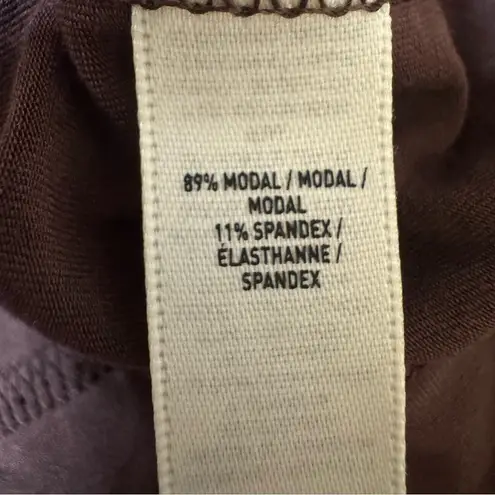 89% MODAL / MODAL /
MODAL
11% SPANDEX /
ÉLASTHANNE /
SPANDEX